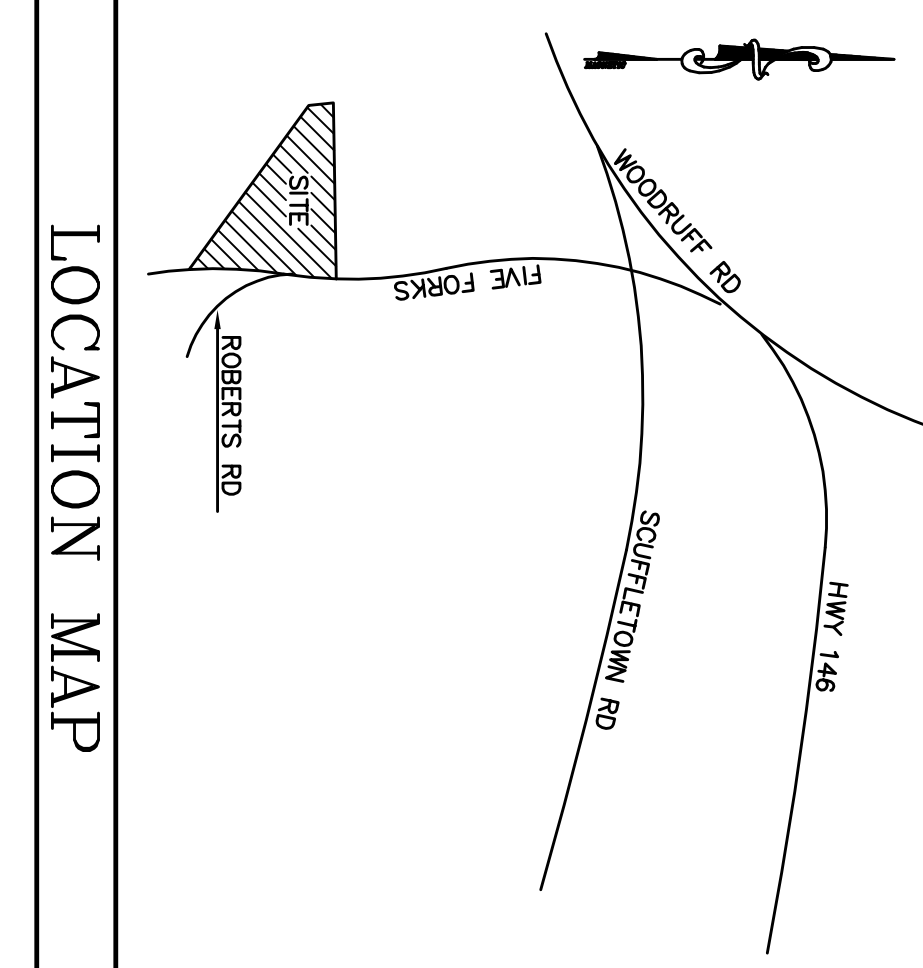 WOODRUFF RD
SITE
FIVE FORKS
ROBERTS RD
SCUFFLETOWN RD
HWY 146
LOCATION MAP